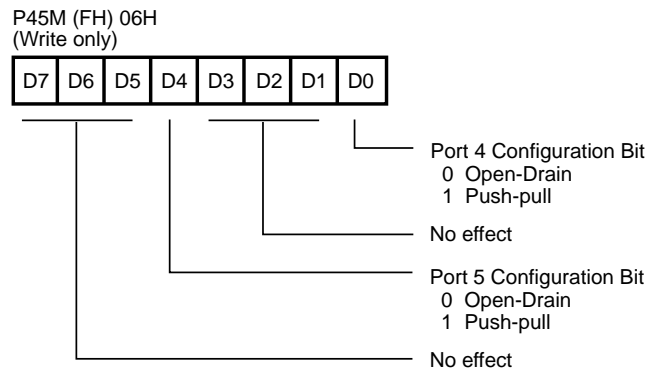 P45M (FH) 06H
(Write only)
D7 D6 D5 D4 D3 D2 D1 D0
Port 4 Configuration Bit
0 Open-Drain
1 Push-pull
No effect
Port 5 Configuration Bit
0 Open-Drain
1 Push-pull
No effect